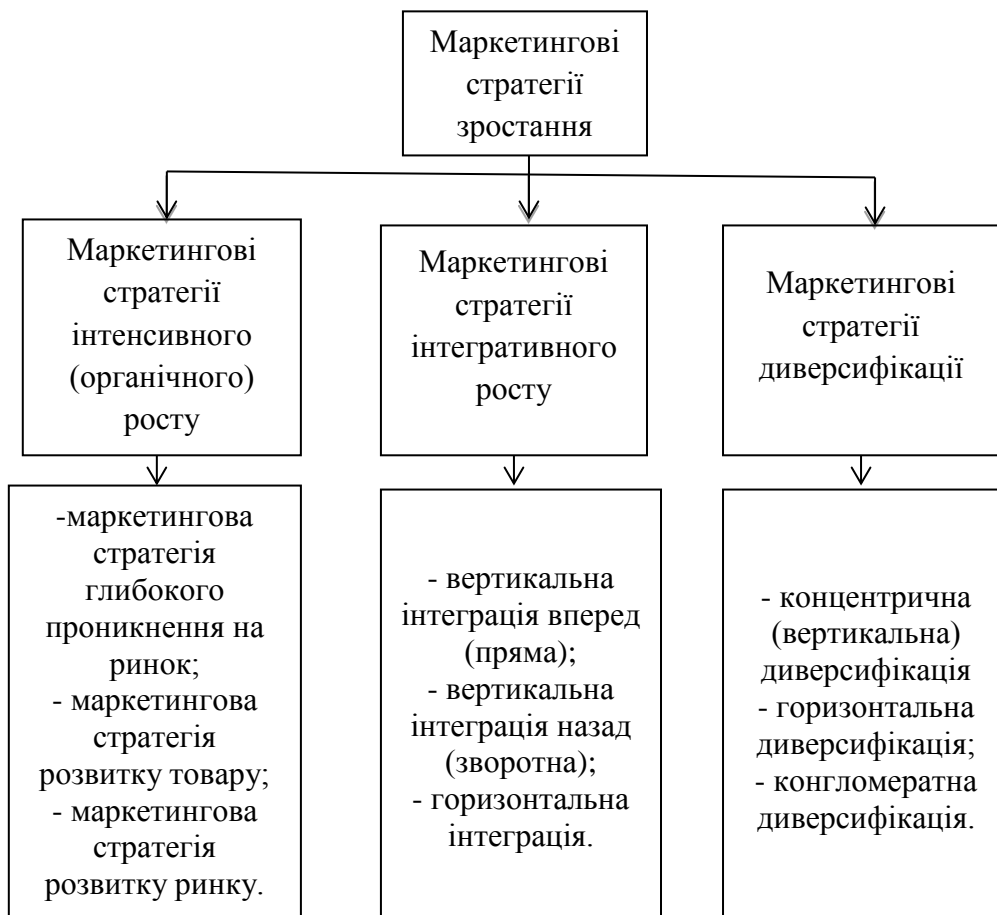 Маркетингові
стратегії
зростання
Маркетингові
стратегії
інтенсивного
(органічного)
росту
Маркетингові
стратегії
інтегративного
росту
Маркетингові
стратегії
диверсифікації
-маркетингова
стратегія
глибокого
проникнення на
ринок;
- маркетингова
стратегія
розвитку товару;
- маркетингова
стратегія
розвитку ринку.
- вертикальна
інтеграція вперед
(пряма);
- вертикальна
інтеграція назад
(зворотна);
- горизонтальна
інтеграція.
- концентрична
(вертикальна)
диверсифікація
- горизонтальна
диверсифікація;
- конгломератна
диверсифікація.